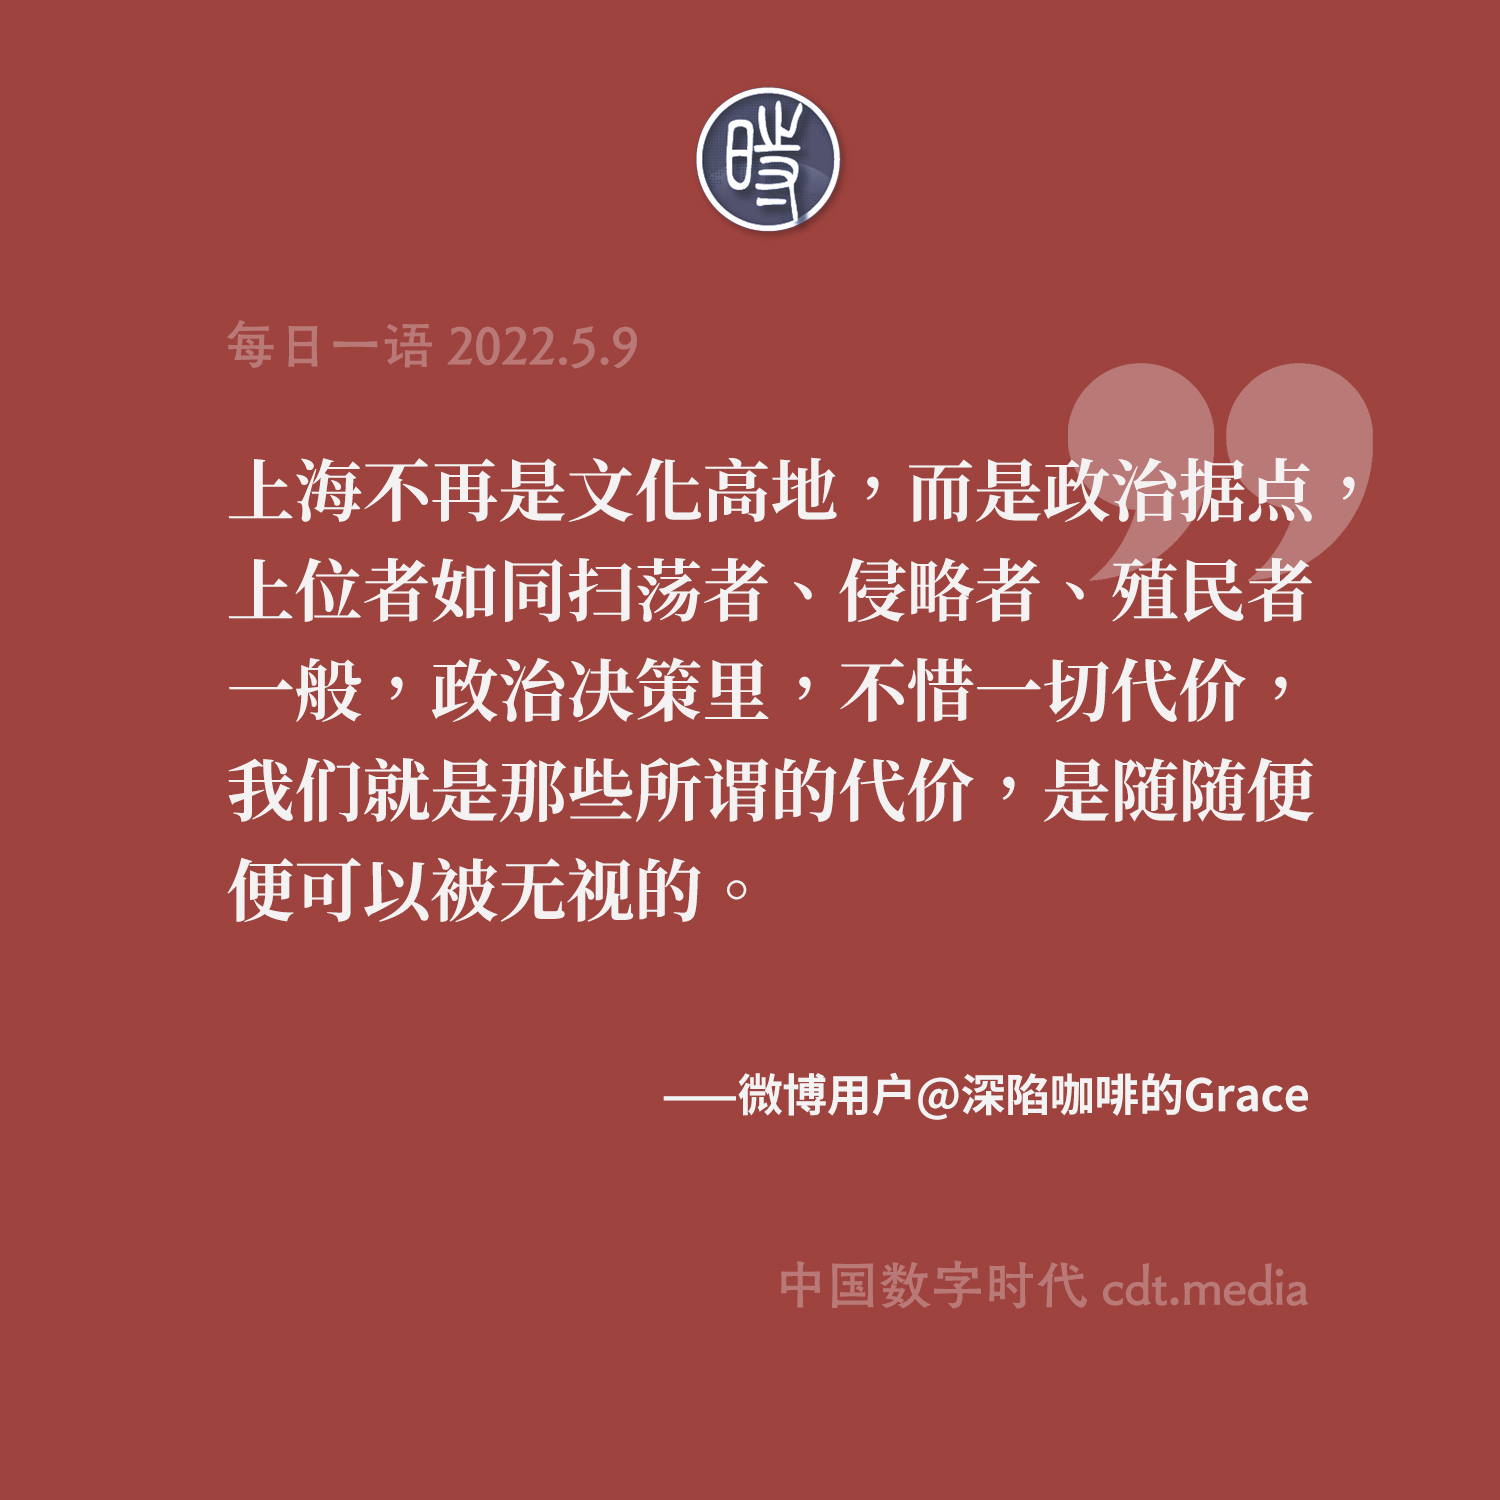 時
每日一语 2022.5.9
上海不再是文化高地，而是政治据点，
上位者如同扫荡者、侵略者、殖民者
一般，政治决策里，不惜一切代价，
我们就是那些所谓的代价，是随随便
便可以被无视的。
——微博用户@深陷咖啡的Grace
中国数字时代 cdt.media